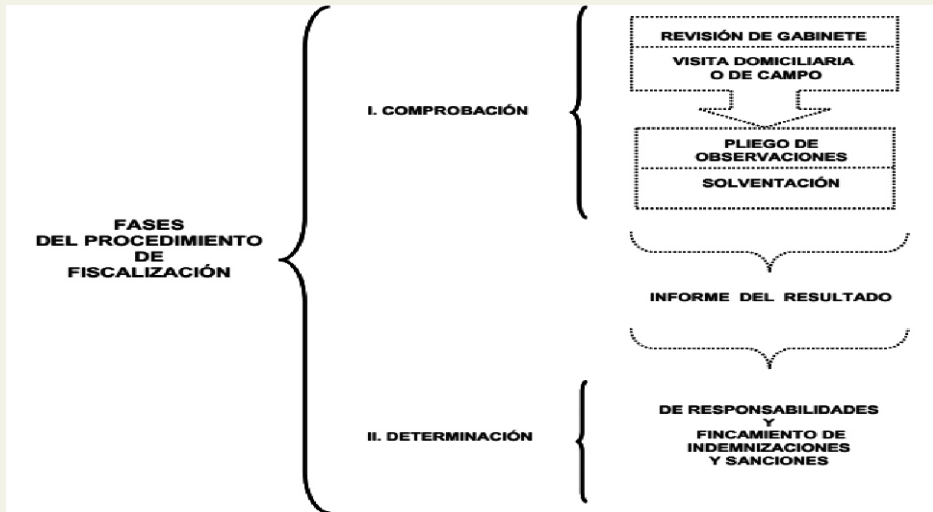 FASES
DEL PROCEDIMIENTO
DE
FISCALIZACIÓN
I. COMPROBACIÓN
REVISIÓN DE GABINETE
VISITA DOMICILIARIA
O DE CAMPO
PLIEGO DE
OBSERVACIONES
SOLVENTACIÓN
INFORME DEL RESULTADO
II. DETERMINACIÓN
DE RESPONSABILIDADES
Y
FINCAMIENTO DE
INDEMNIZACIONES
Y SANCIONES